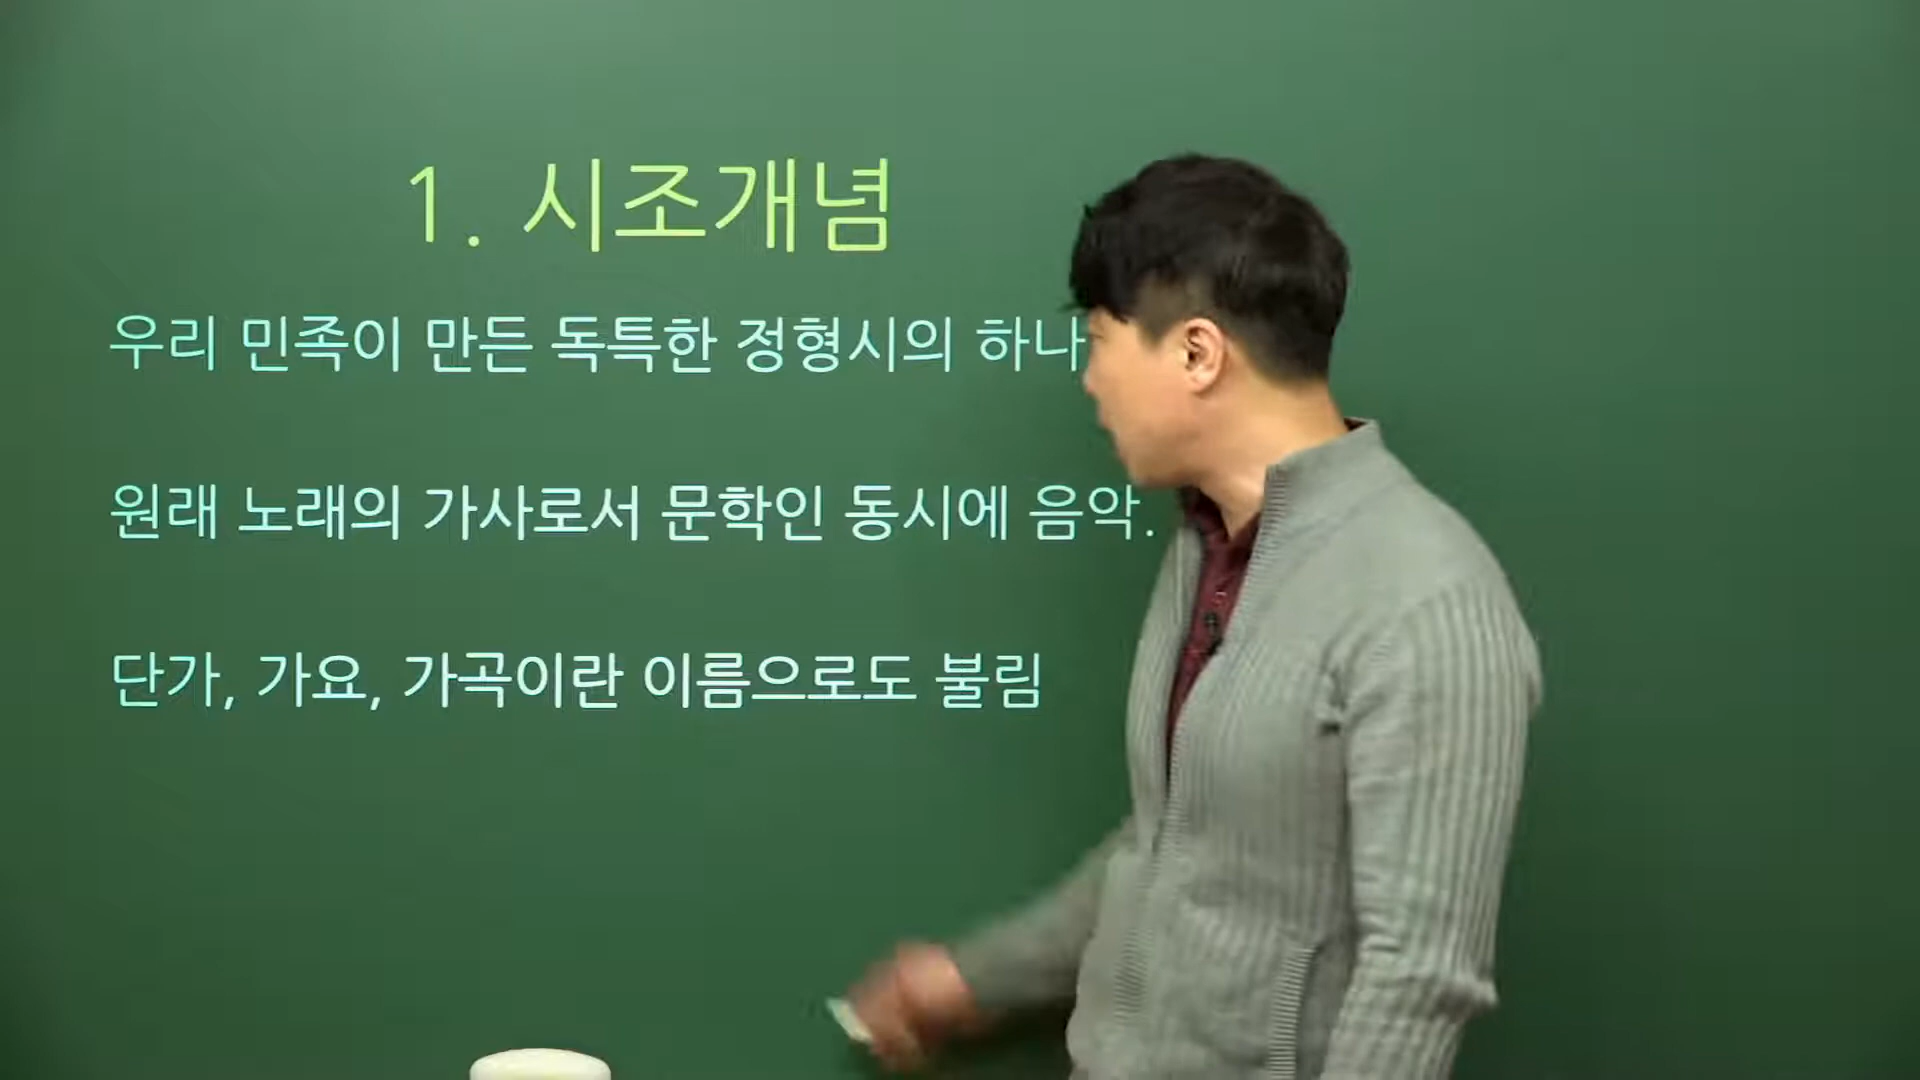 1. 시조개념
우리 민족이 만든 독특한 정형시의 하나
원래 노래의 가사로서 문학인 동시에 음악.
단가, 가요, 가곡이란 이름으로도 불림